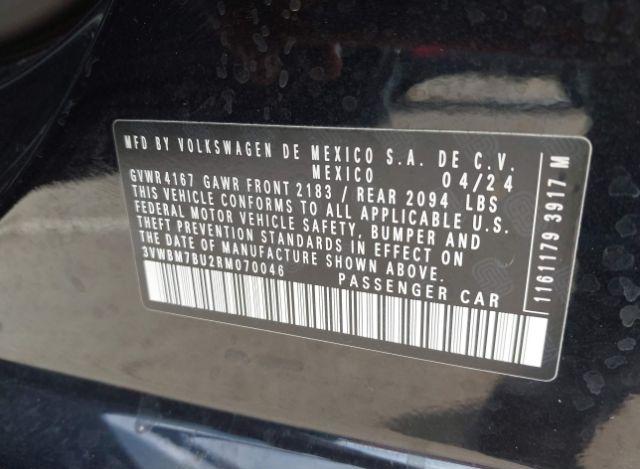 MFD BY VOLKSWAGEN DE MEXICO S.A. DE C.V.
MEXICO 04/24
GVWR4167 GAWR FRONT 2183 / REAR 2094 LBS
THIS VEHICLE CONFORMS TO ALL APPLICABLE U.S.
FEDERAL MOTOR VEHICLE SAFETY, BUMPER AND
THEFT PREVENTION STANDARDS IN EFFECT ON
THE DATE OF MANUFACTURE SHOWN ABOVE.
3VWBM7BU2RM070046 PASSENGER CAR
1161179 3917 M